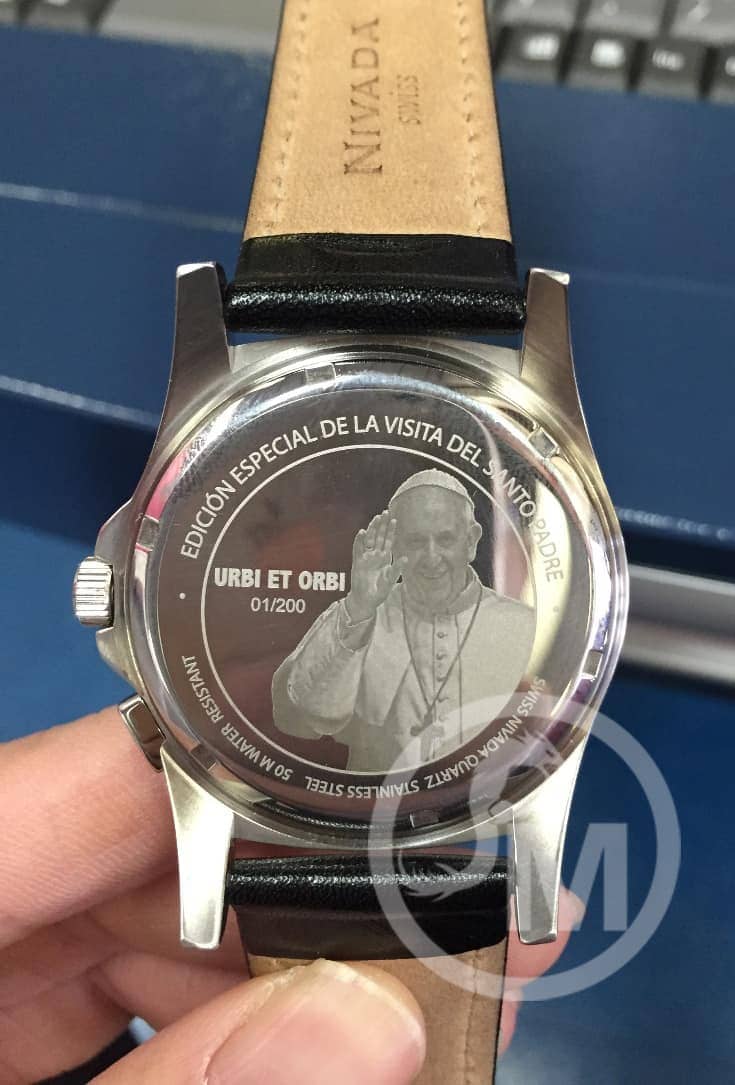 NIVADA
swiss
EDICIÓN ESPECIAL DE LA VISITA DEL SANTO PADRE
URBI ET ORBI
01/200
SWISS NIVADA QUARTZ STAINLESS STEEL 50 M WATER RESISTANT
M